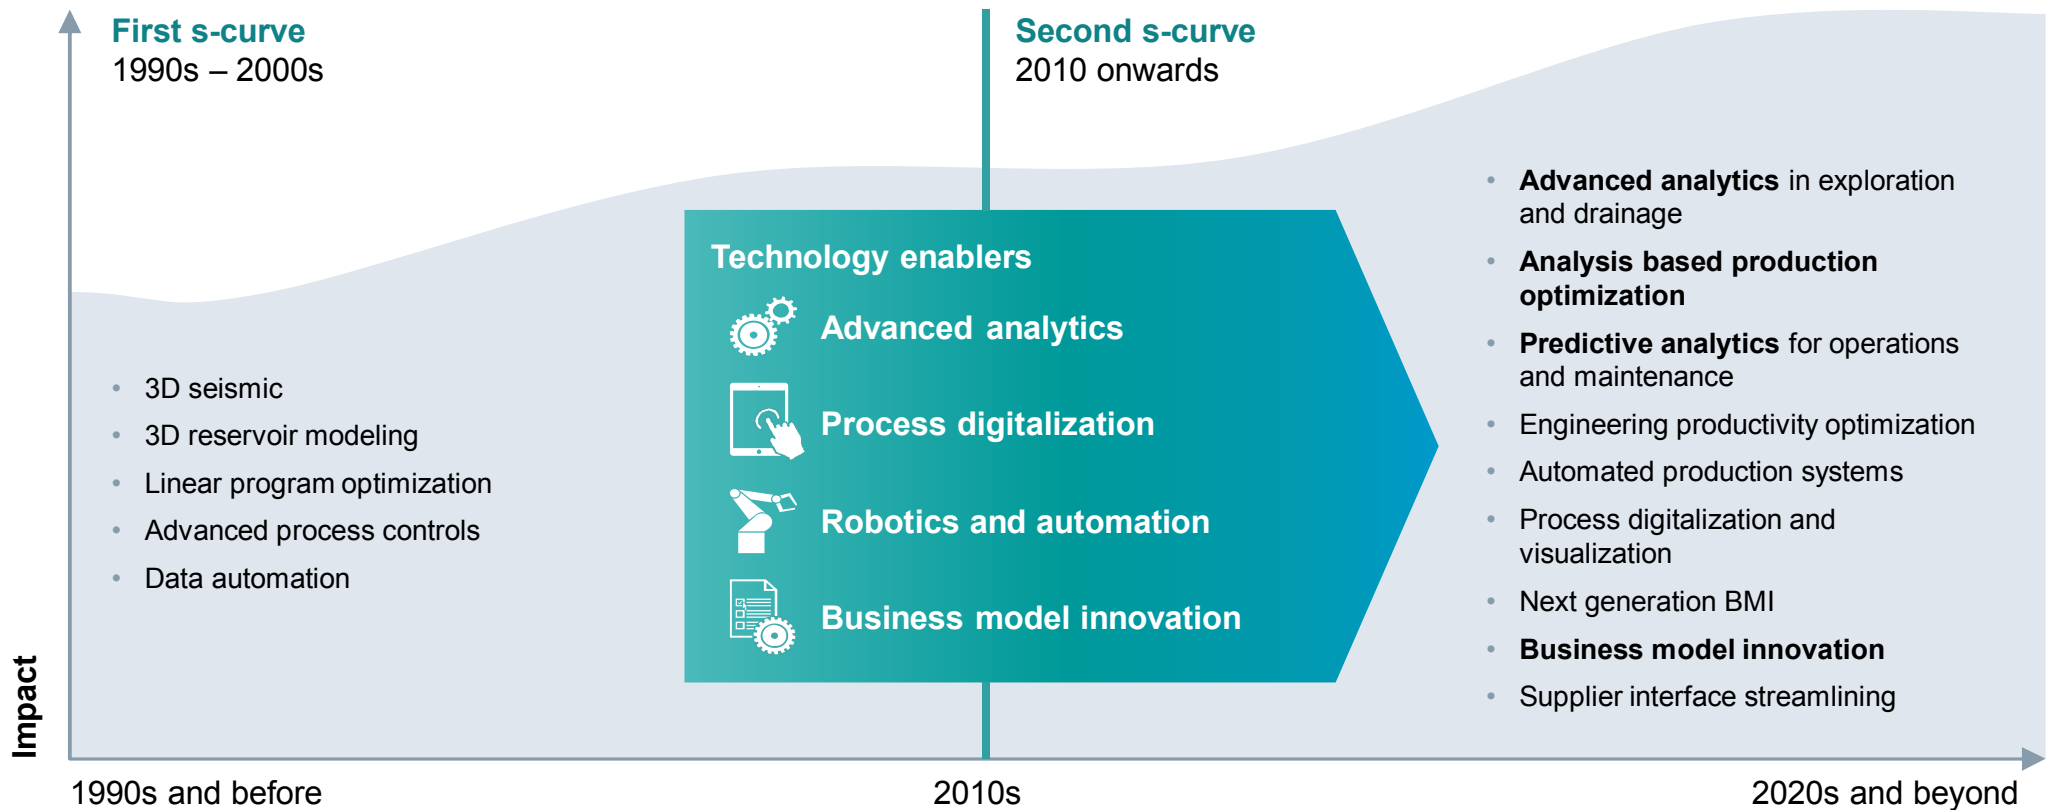 First s-curve
1990s – 2000s
Second s-curve
2010 onwards
Impact
• 3D seismic
• 3D reservoir modeling
• Linear program optimization
• Advanced process controls
• Data automation
Technology enablers
Advanced analytics
Process digitalization
Robotics and automation
Business model innovation
• Advanced analytics in exploration
and drainage
• Analysis based production
optimization
• Predictive analytics for operations
and maintenance
• Engineering productivity optimization
• Automated production systems
• Process digitalization and
visualization
• Next generation BMI
• Business model innovation
• Supplier interface streamlining
1990s and before
2010s
2020s and beyond